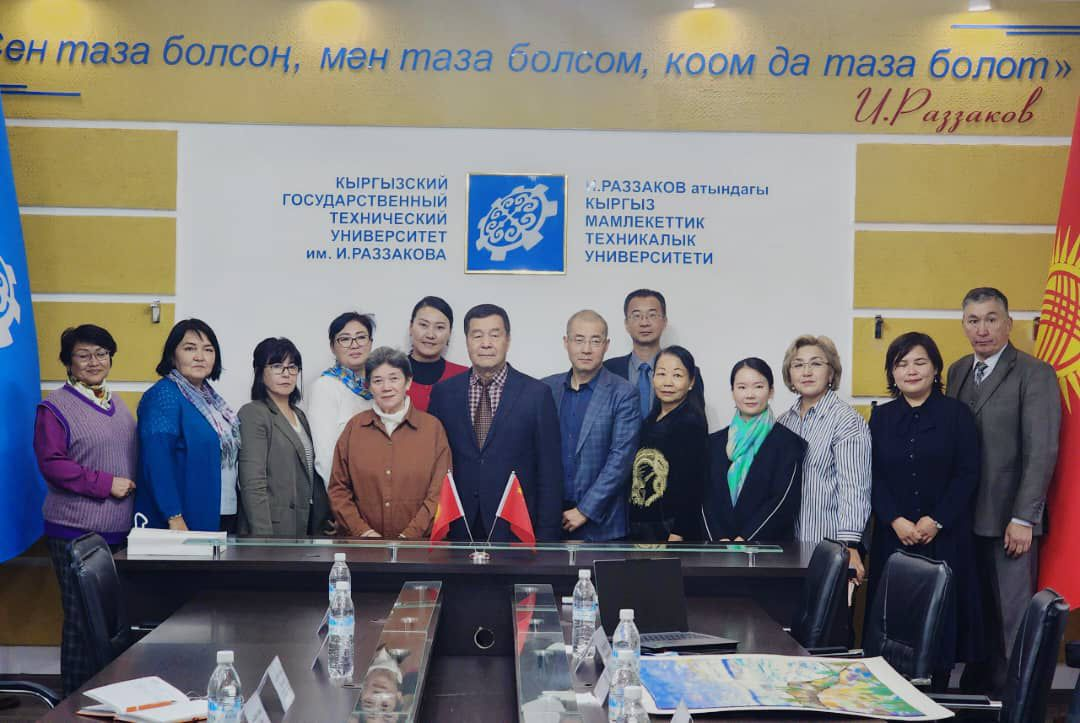 Сен таза болсоң, мен таза болсом, коом да таза болот»
И.Раззаков
КЫРГЫЗСКИЙ
ГОСУДАРСТВЕННЫЙ
ТЕХНИЧЕСКИЙ
УНИВЕРСИТЕТ
им. И.РАЗЗАКОВА
И.РАЗЗАКОВ атындагы
КЫРГЫЗ
МАМЛЕКЕТТИК
ТЕХНИКАЛЫК
УНИВЕРСИТЕТИ